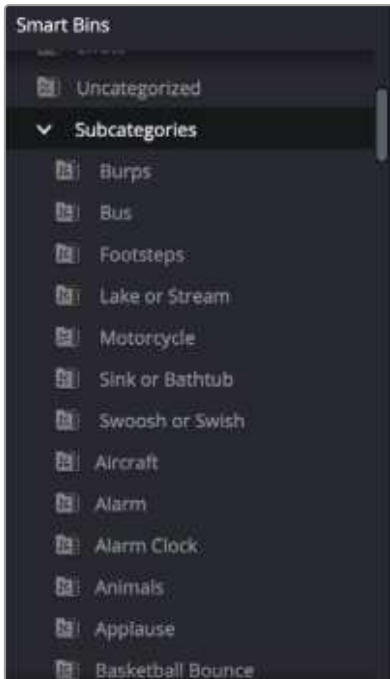 Smart Bins
Uncategorized
Subcategories
Burps
Bus
Footsteps
Lake or Stream
Motorcycle
Sink or Bathtub
Swoosh or Swish
Aircraft
Alarm
Alarm Clock
Animals
Applause
Basketball Bounce